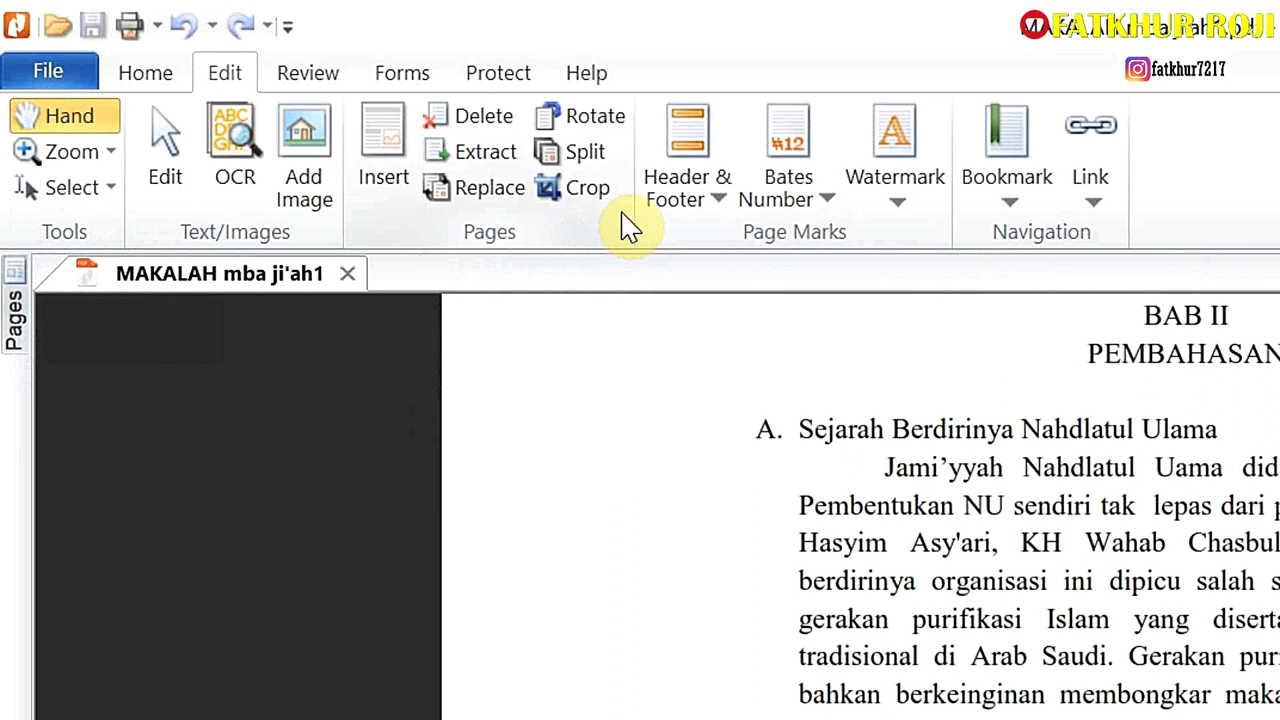 FATKHUR ROJI
fatkhur7217
File Home Edit Review Forms Protect Help
Hand
Zoom
Select
Tools
Edit
OCR
Add
Image
Text/Images
Insert
Delete
Extract
Replace
Rotate
Split
Crop
Pages
Header &
Footer
Bates
Number
Watermark
Page Marks
Bookmark
Link
Navigation
MAKALAH mba ji'ah1
Pages
BAB II
PEMBAHASAN
A. Sejarah Berdirinya Nahdlatul Ulama
Jami’yyah Nahdlatul Uama did
Pembentukan NU sendiri tak lepas dari p
Hasyim Asy'ari, KH Wahab Chasbul
berdirinya organisasi ini dipicu salah s
gerakan purifikasi Islam yang diserta
tradisional di Arab Saudi. Gerakan puri
bahkan berkeinginan membongkar maka